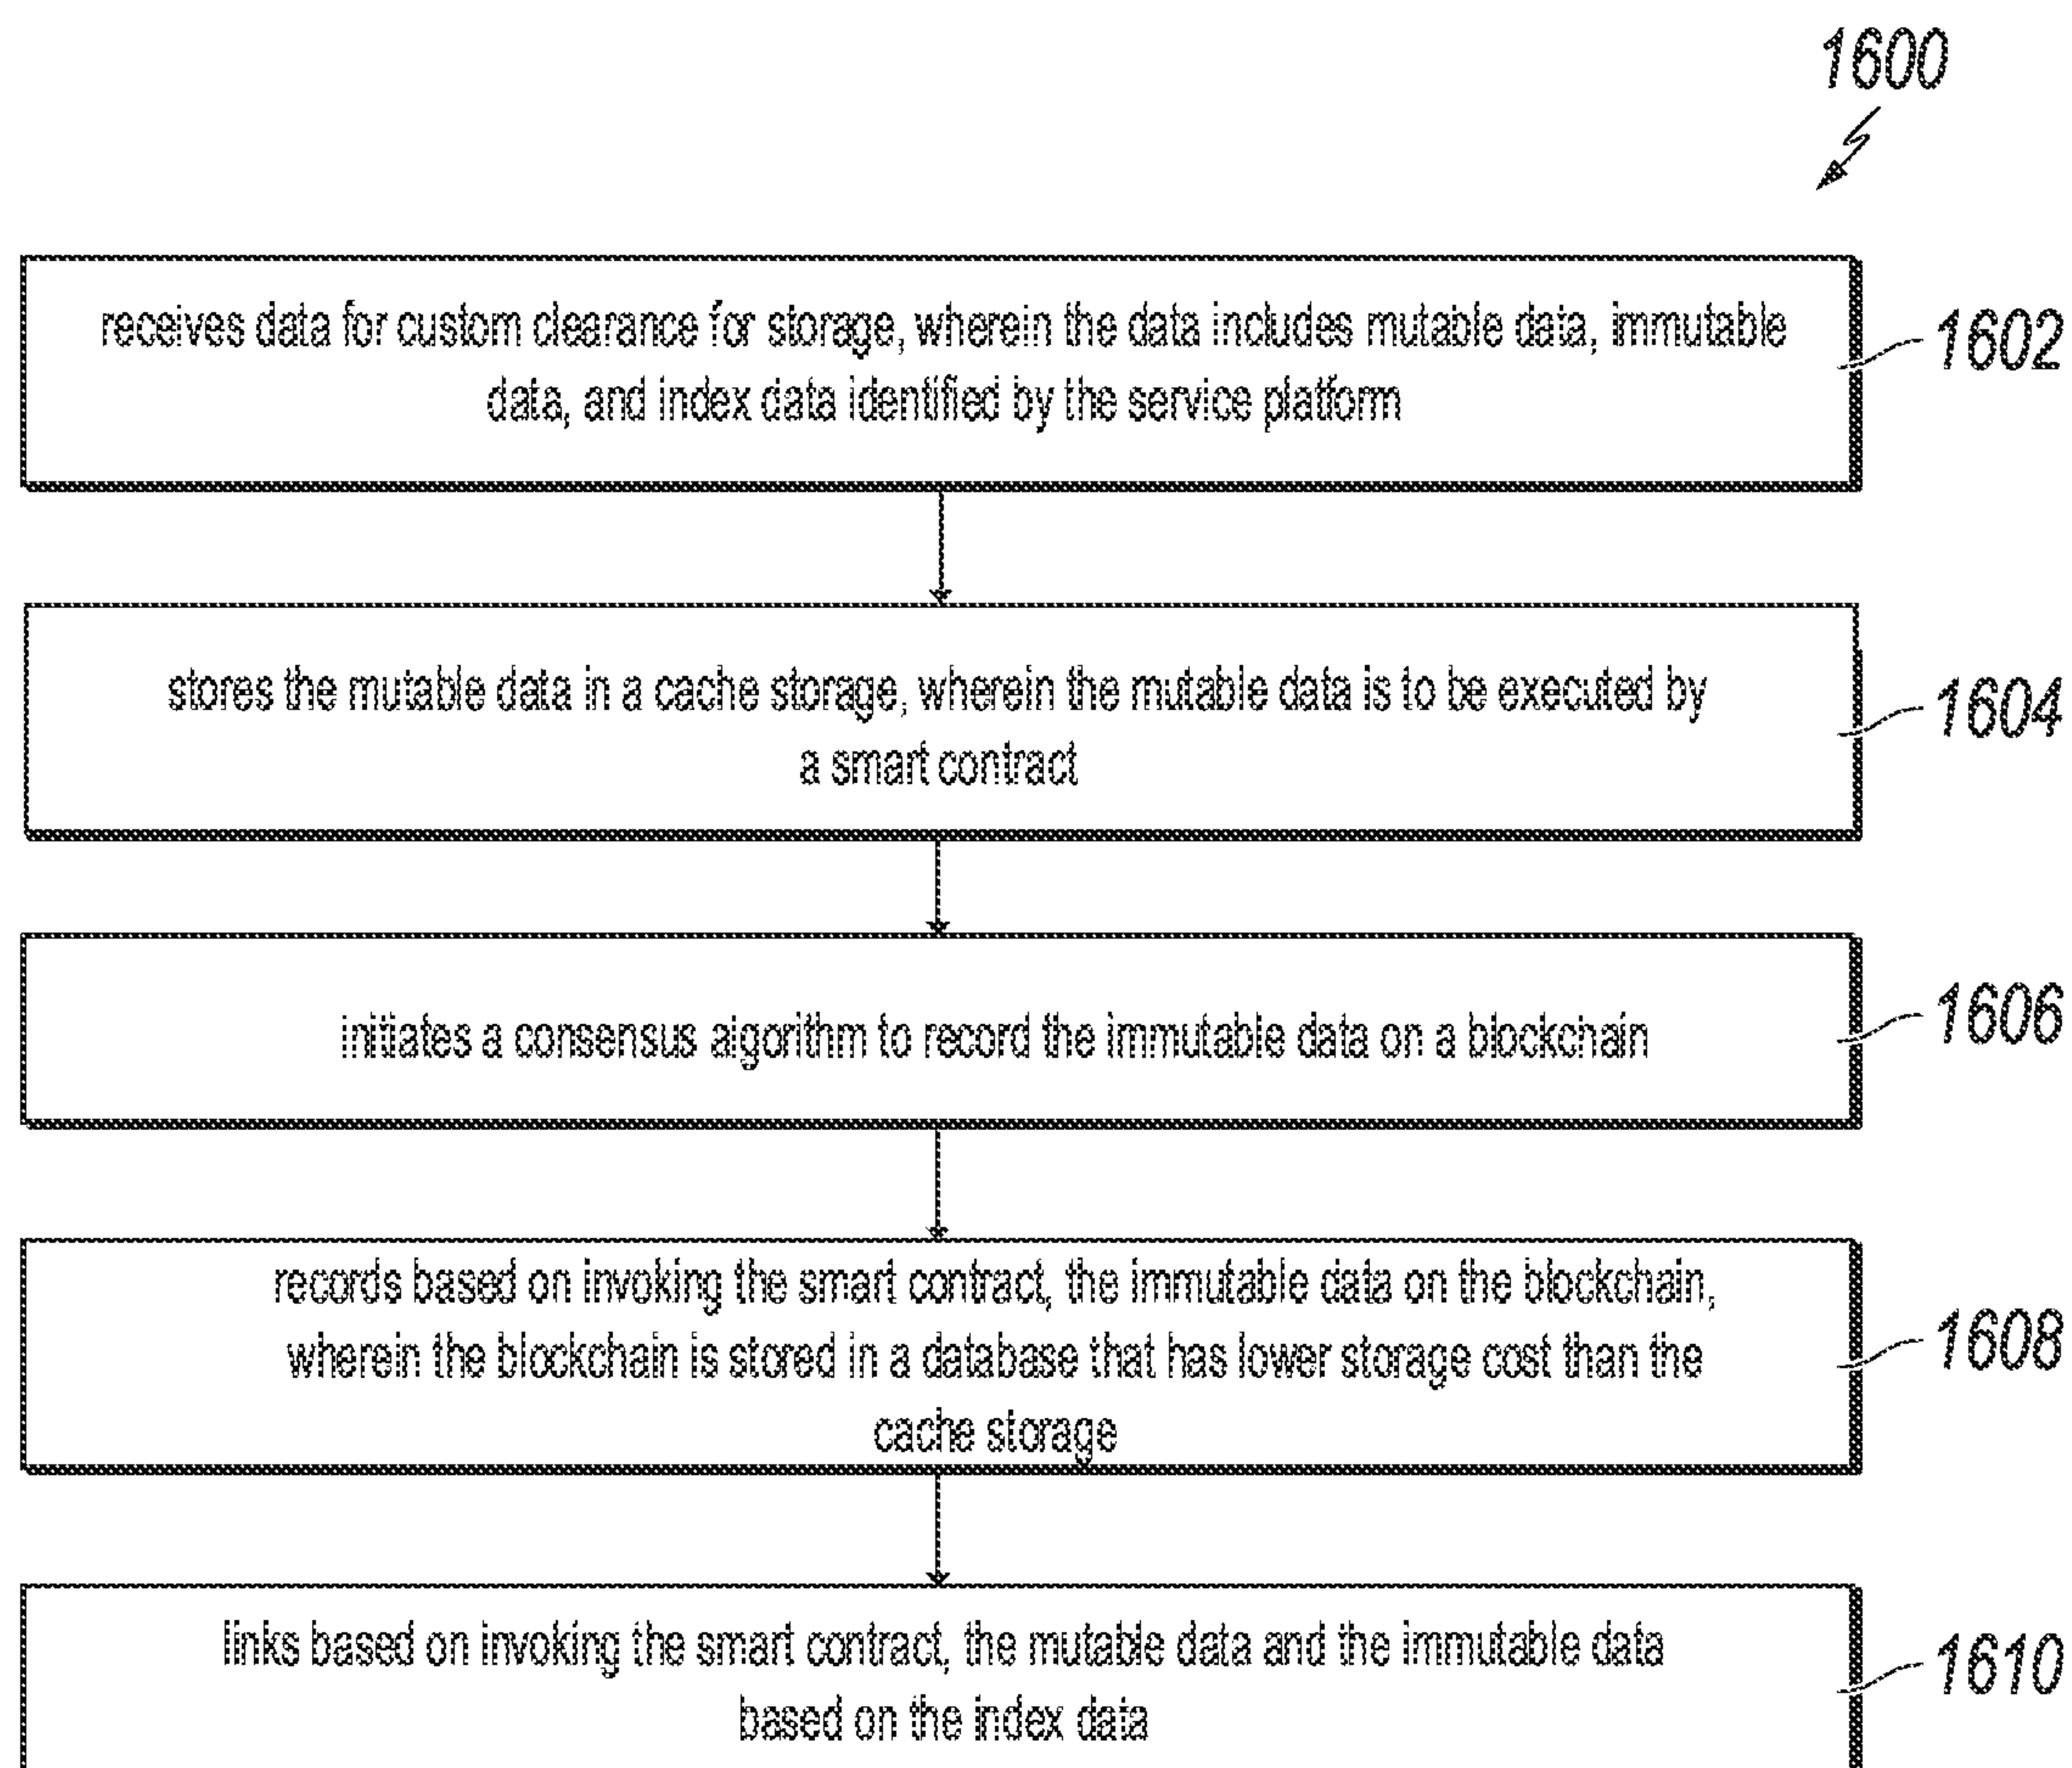 1600
receives data for custom clearance for storage, wherein the data includes mutable data, immutable
data, and index data identified by the service platform
1602
stores the mutable data in a cache storage, wherein the mutable data is to be executed by
a smart contract
1604
initiates a consensus algorithm to record the immutable data on a blockchain
1606
records based on invoking the smart contract, the immutable data on the blockchain,
wherein the blockchain is stored in a database that has lower storage cost than the
cache storage
1608
links based on invoking the smart contract, the mutable data and the immutable data
based on the index data
1610